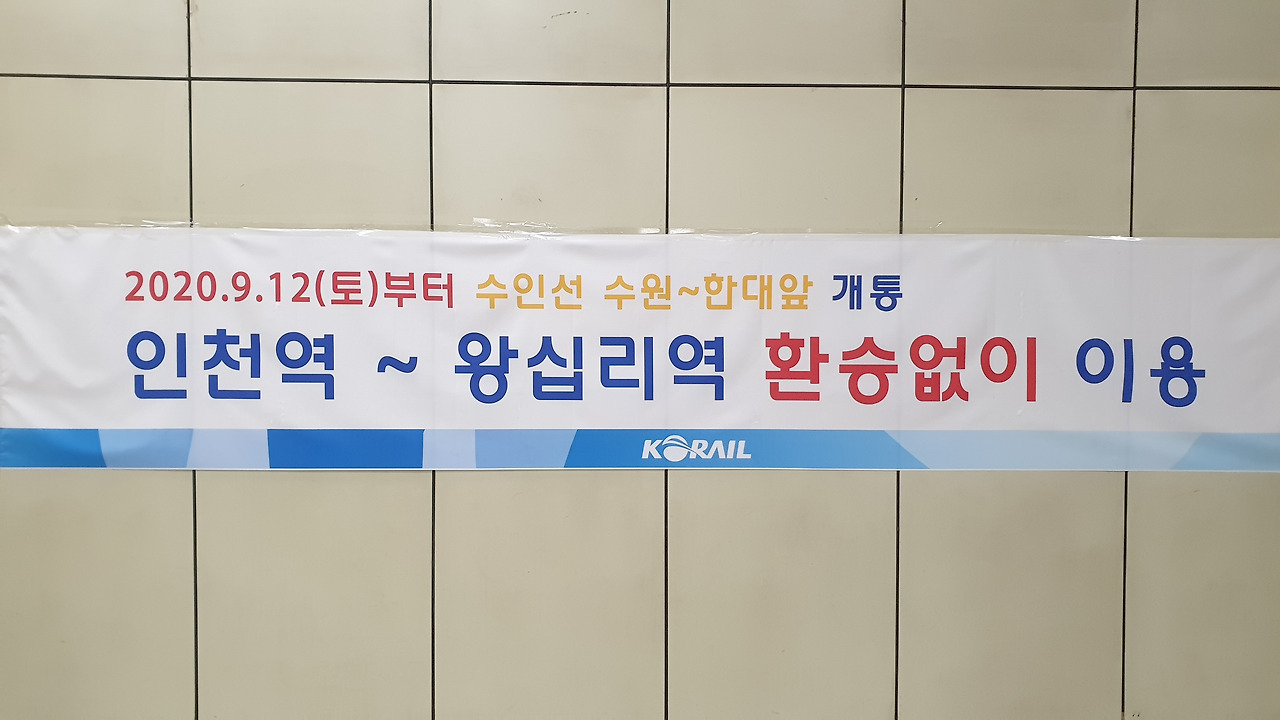 2020.9.12(토)부터 수인선 수원~한대앞 개통
인천역 ~ 왕십리역 환승없이 이용
KORAIL